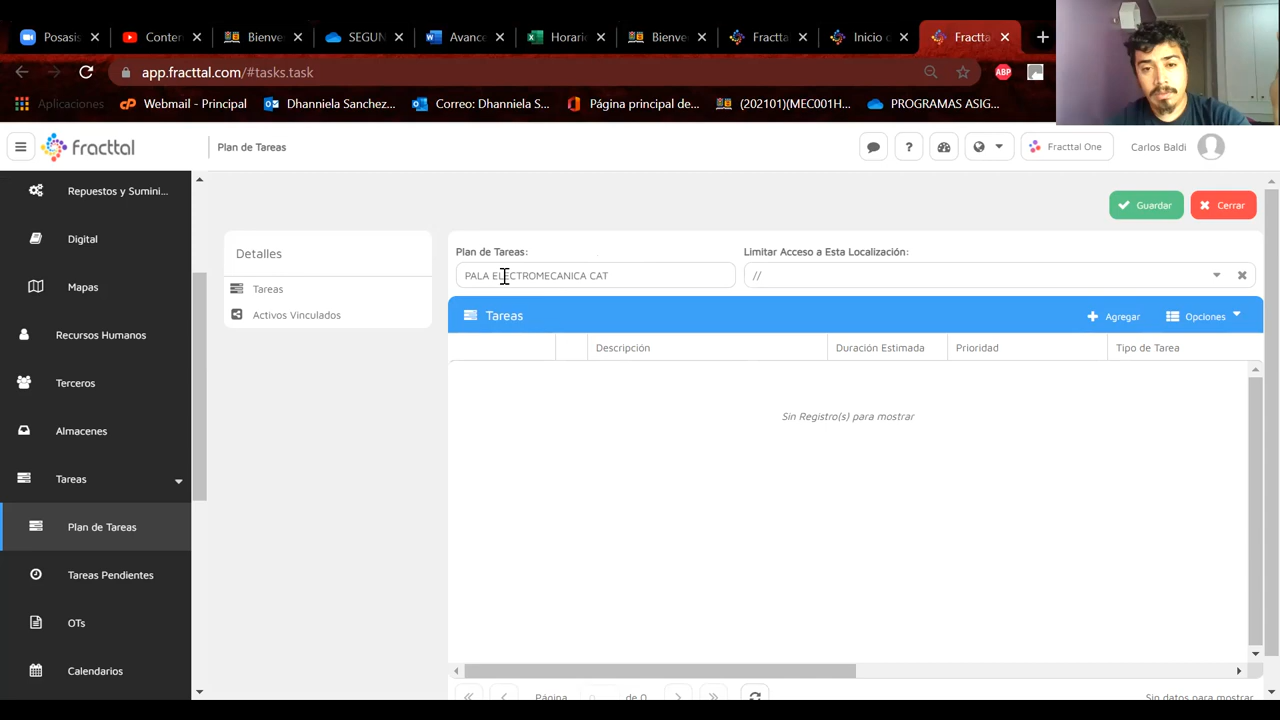 Posasis
Conten
Bienve
SEGUN
Avance
Horario
Bienve
Fractta
Inicio c
Fractta
app.fracttal.com/#tasks.task
ABP
Aplicaciones
Webmail - Principal
Dhanniela Sanchez...
Correo: Dhanniela S...
Página principal de...
(202101)(MEC001H...
PROGRAMAS ASIG...
fracttal
Plan de Tareas
?
Fracttal One
Carlos Baldi
Repuestos y Sumini...
Digital
Mapas
Recursos Humanos
Terceros
Almacenes
Tareas
Plan de Tareas
Tareas Pendientes
OTs
Calendarios
Guardar
Cerrar
Detalles
Tareas
Activos Vinculados
Plan de Tareas:
Limitar Acceso a Esta Localización:
PALA ELECTROMECANICA CAT
//
Tareas
Agregar
Opciones
Descripción
Duración Estimada
Prioridad
Tipo de Tarea
Sin Registro(s) para mostrar
Página
0
de 0
Sin datos para mostrar